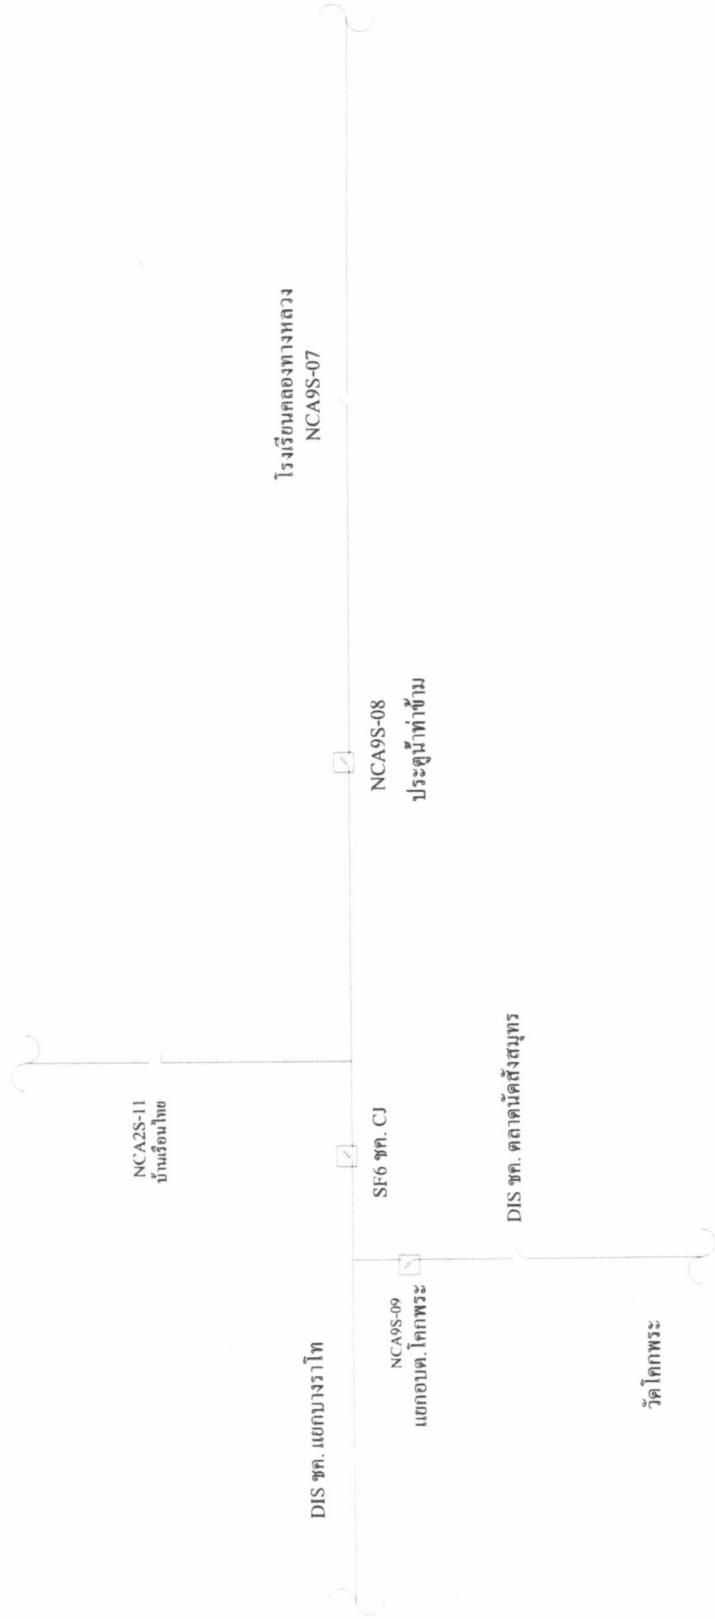 NCA2S-11
บ้านเรือนไทย
โรงเรียนคลองทางหลวง
NCA9S-07
DIS ชค. แยกบางราโท
SF6 ชค. CJ
NCA9S-08
ประตูน้ำท่าข้าม
NCA9S-09
แยกอบต.โคกพระ
DIS ชค. ตลาดนัดสังสมุทร
วัดโคกพระ